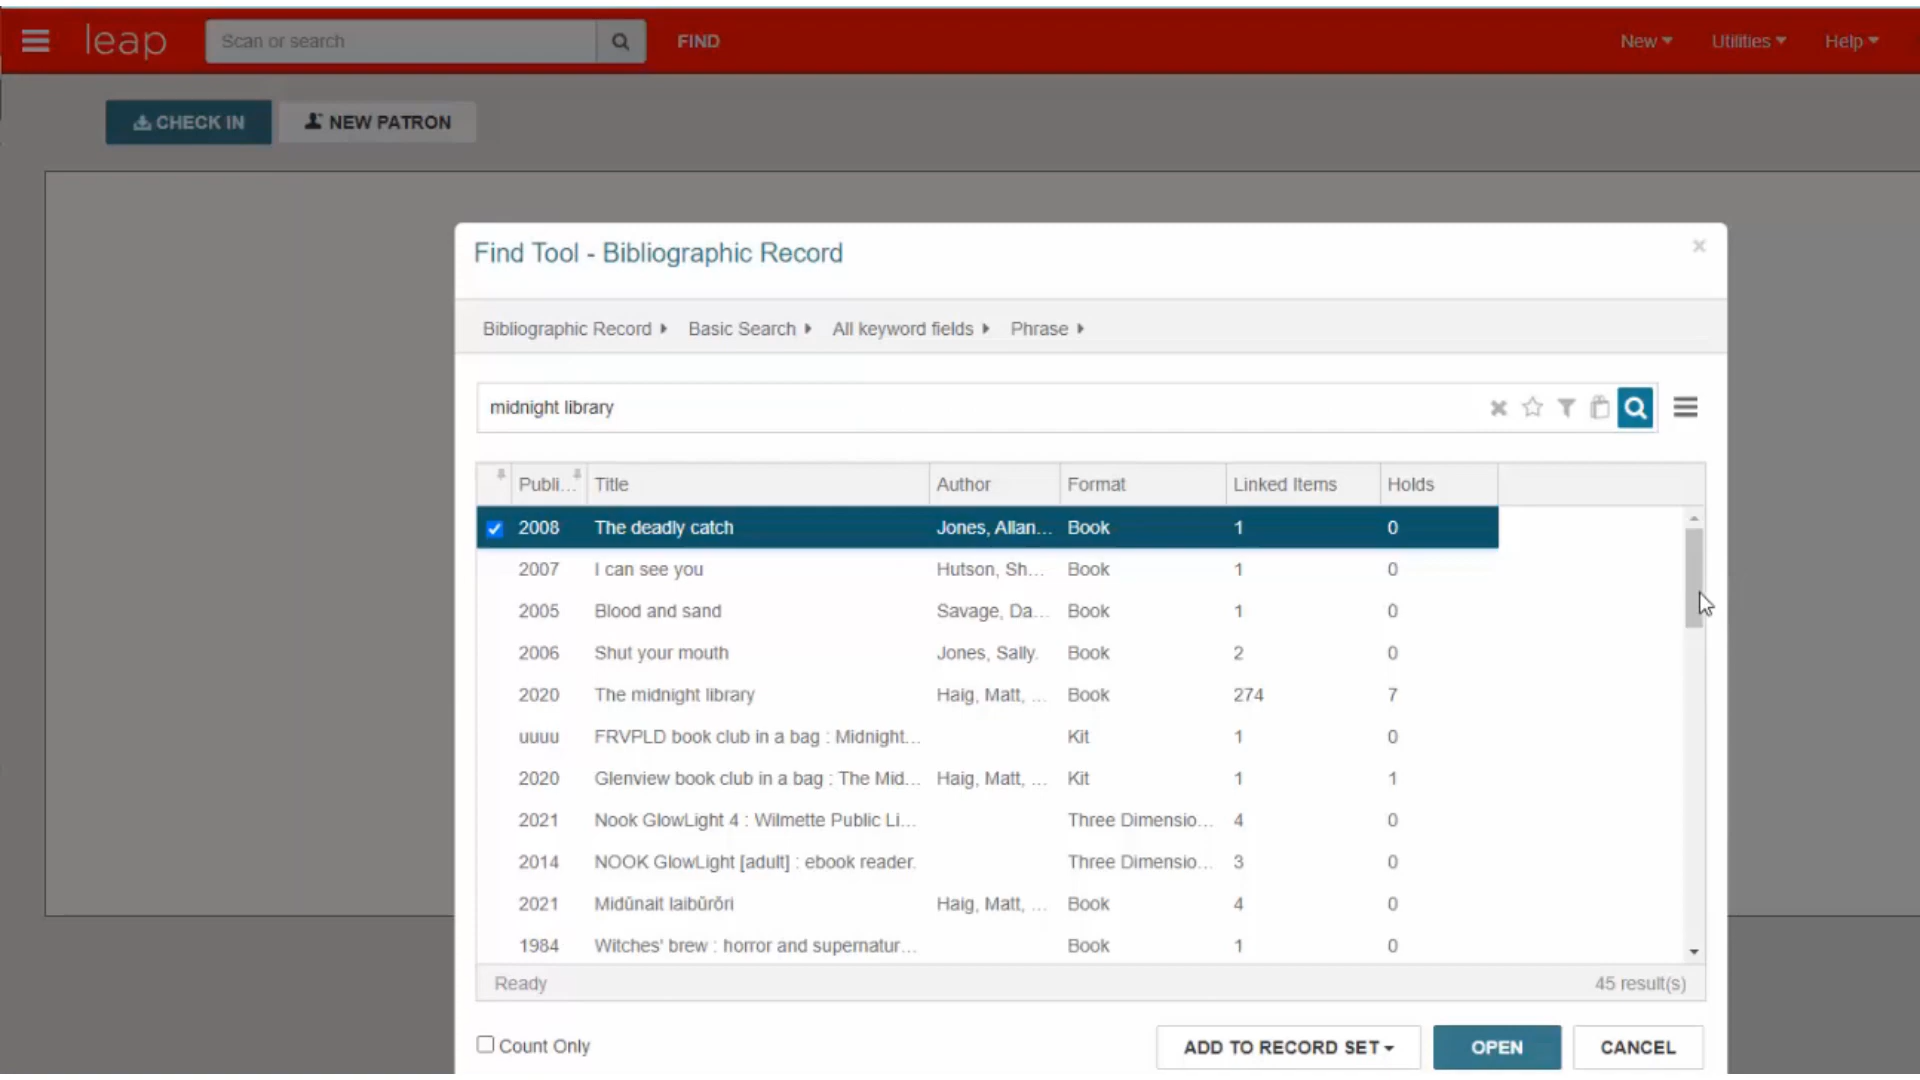 leap Scan or search FIND New Utilities Help
CHECK IN NEW PATRON
Find Tool - Bibliographic Record ×
Bibliographic Record Basic Search All keyword fields Phrase
midnight library
Publi... Title Author Format Linked Items Holds
2008 The deadly catch Jones, Allan... Book 1 0
2007 I can see you Hutson, Sh... Book 1 0
2005 Blood and sand Savage, Da... Book 1 0
2006 Shut your mouth Jones, Sally. Book 2 0
2020 The midnight library Haig, Matt, ... Book 274 7
uuuu FRVPLD book club in a bag : Midnight... Kit 1 0
2020 Glenview book club in a bag : The Mid... Haig, Matt, ... Kit 1 1
2021 Nook GlowLight 4 : Wilmette Public Li... Three Dimensio... 4 0
2014 NOOK GlowLight [adult] : ebook reader. Three Dimensio... 3 0
2021 Midŭnait laibŭrŏri Haig, Matt, ... Book 4 0
1984 Witches' brew : horror and supernatur... Book 1 0
Ready 45 result(s)
Count Only ADD TO RECORD SET OPEN CANCEL